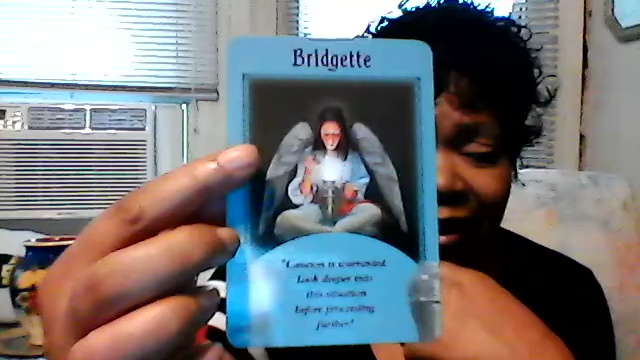 Bridgette
"Caution is warranted.
Look deeper into
this situation
before proceeding
further."